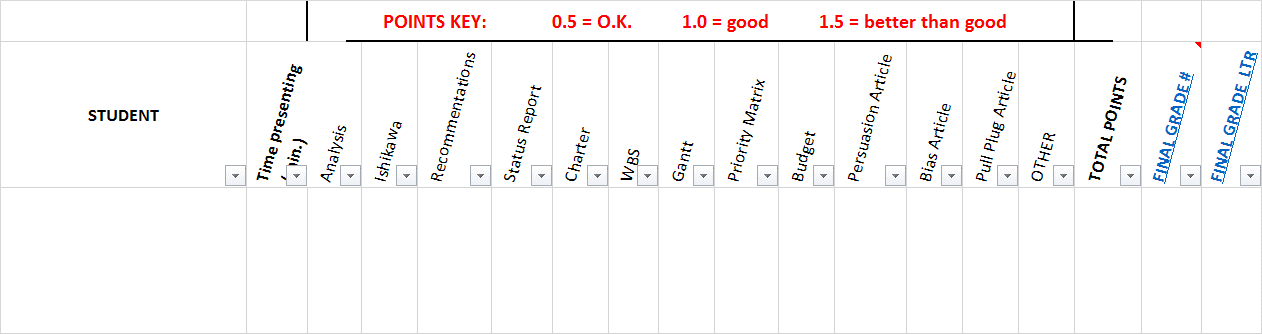 POINTS KEY: 0.5 = O.K. 1.0 = good 1.5 = better than good
STUDENT
Time presenting
Analysis
Ishikawa
Recommentations
Status Report
Charter
WBS
Gantt
Priority Matrix
Budget
Persuasion Article
Bias Article
Pull Plug Article
OTHER
TOTAL POINTS
FINAL GRADE #
FINAL GRADE LTR